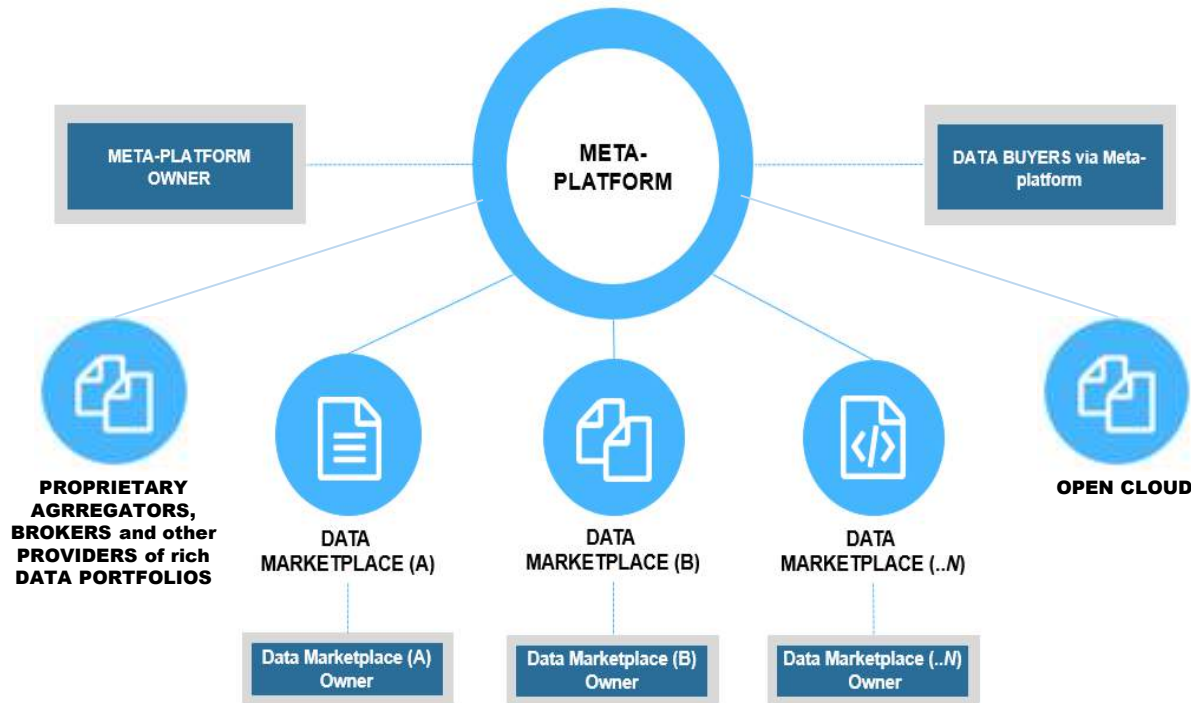 META-PLATFORM
OWNER
META-
PLATFORM
DATA BUYERS via Meta-
platform
PROPRIETARY
AGRREGATORS,
BROKERS and other
PROVIDERS of rich
DATA PORTFOLIOS
DATA
MARKETPLACE (A)
DATA
MARKETPLACE (B)
DATA
MARKETPLACE (..N)
OPEN CLOUD
Data Marketplace (A)
Owner
Data Marketplace (B)
Owner
Data Marketplace (..N)
Owner